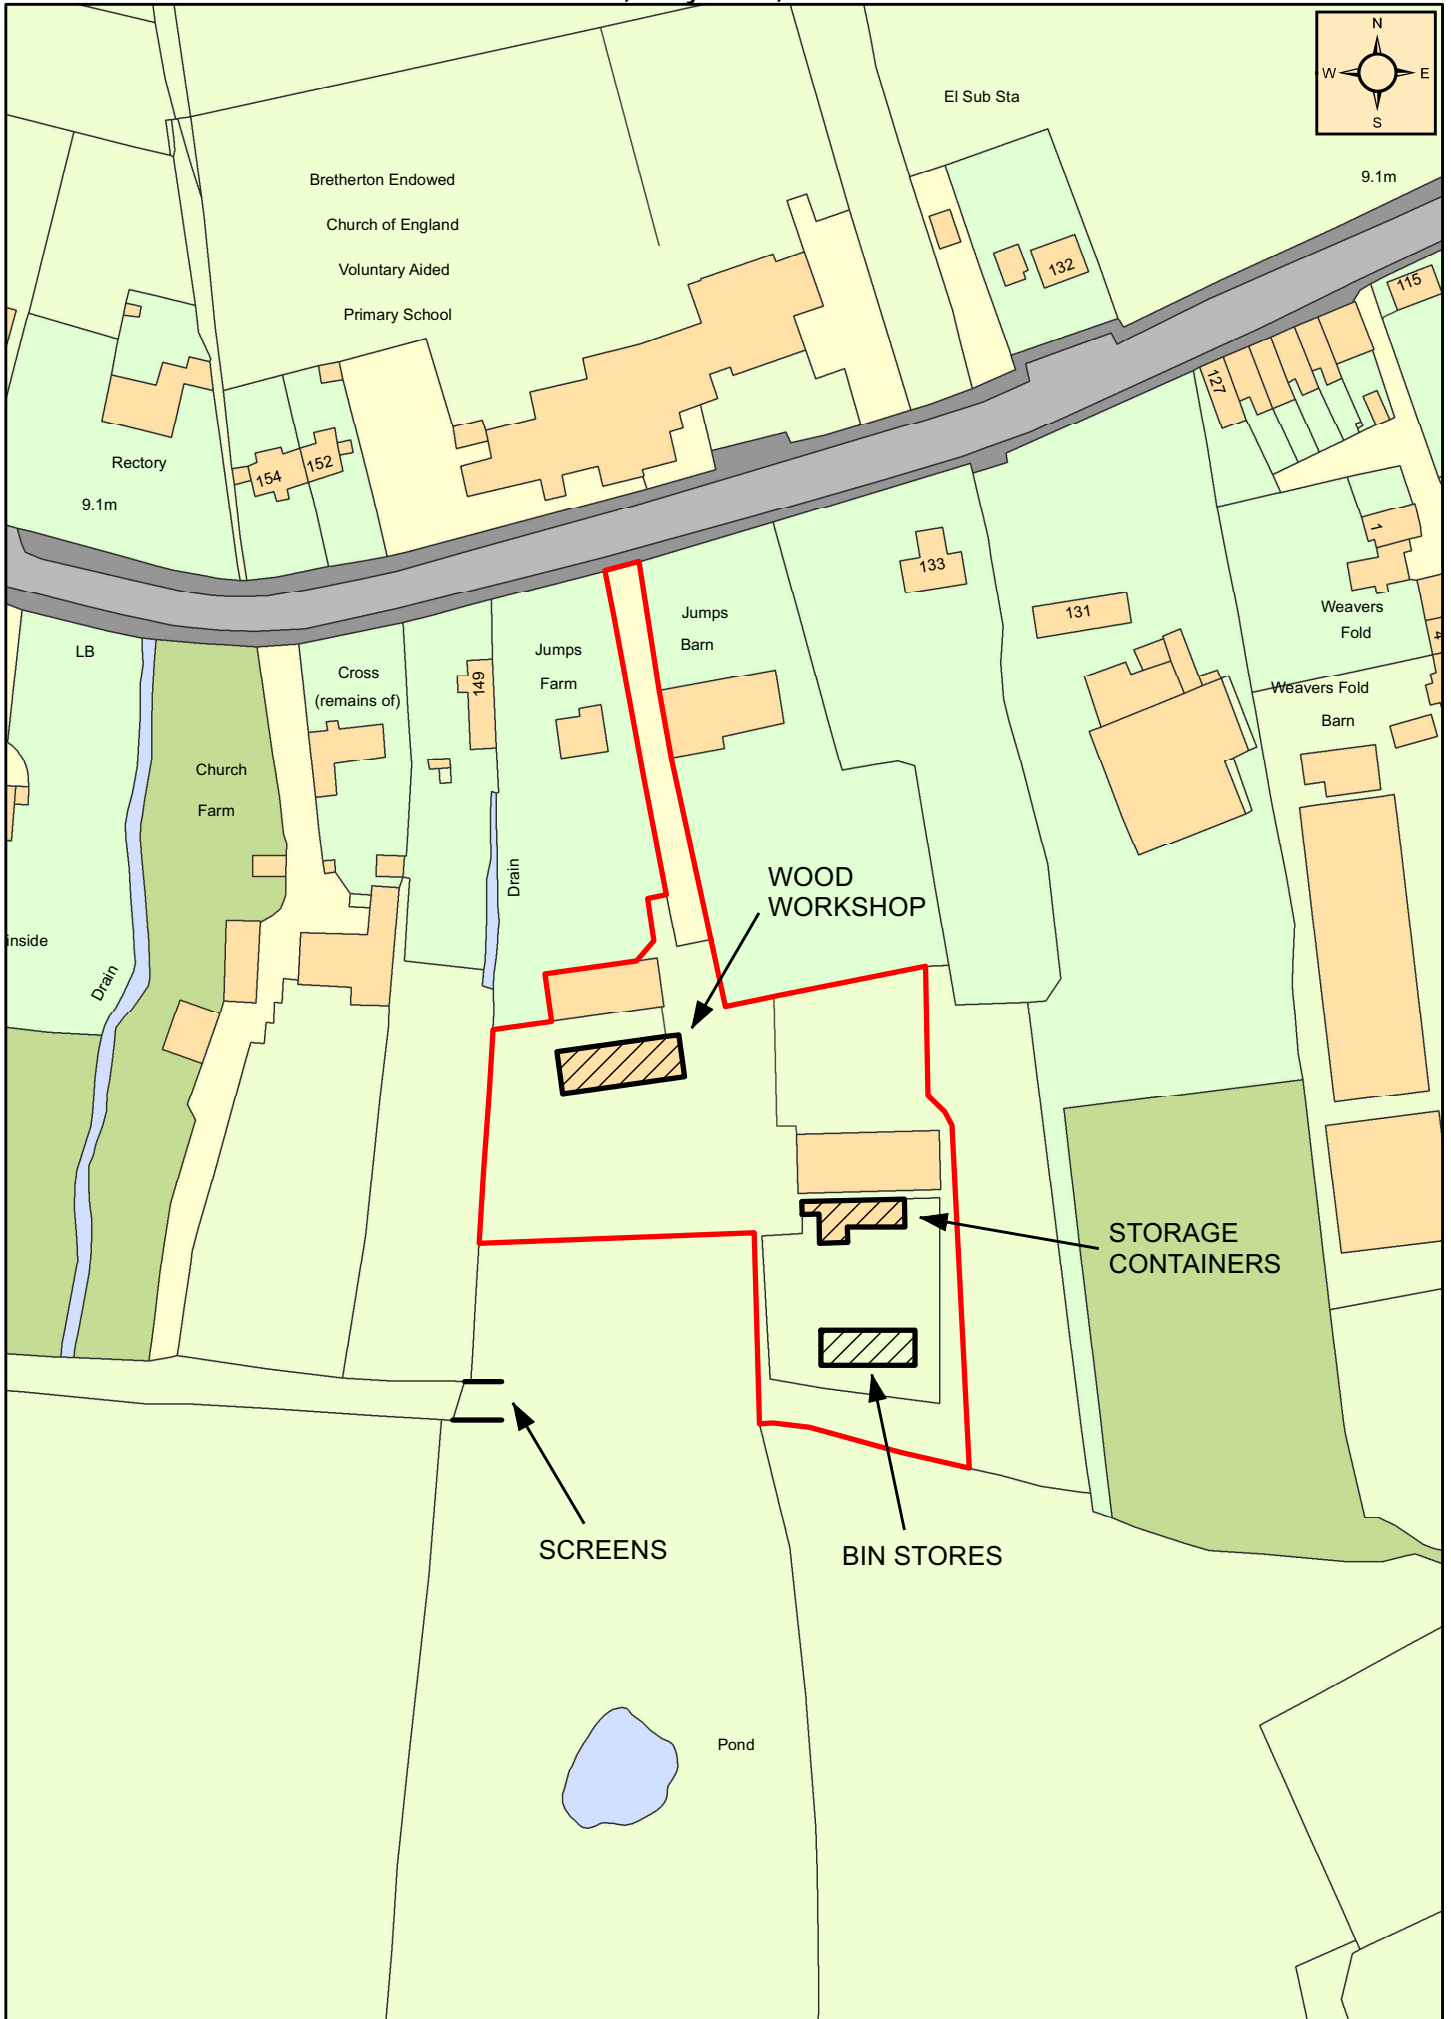 N
W
E
S
El Sub Sta
9.1m
Bretherton Endowed
Church of England
Voluntary Aided
Primary School
132
115
127
Rectory
154
152
9.1m
1
133
131
Weavers
Fold
4
LB
Jumps
Barn
Jumps
Farm
Cross
(remains of)
149
Weavers Fold
Barn
Church
Farm
Drain
WOOD
WORKSHOP
inside
Drain
STORAGE
CONTAINERS
SCREENS
BIN STORES
Pond